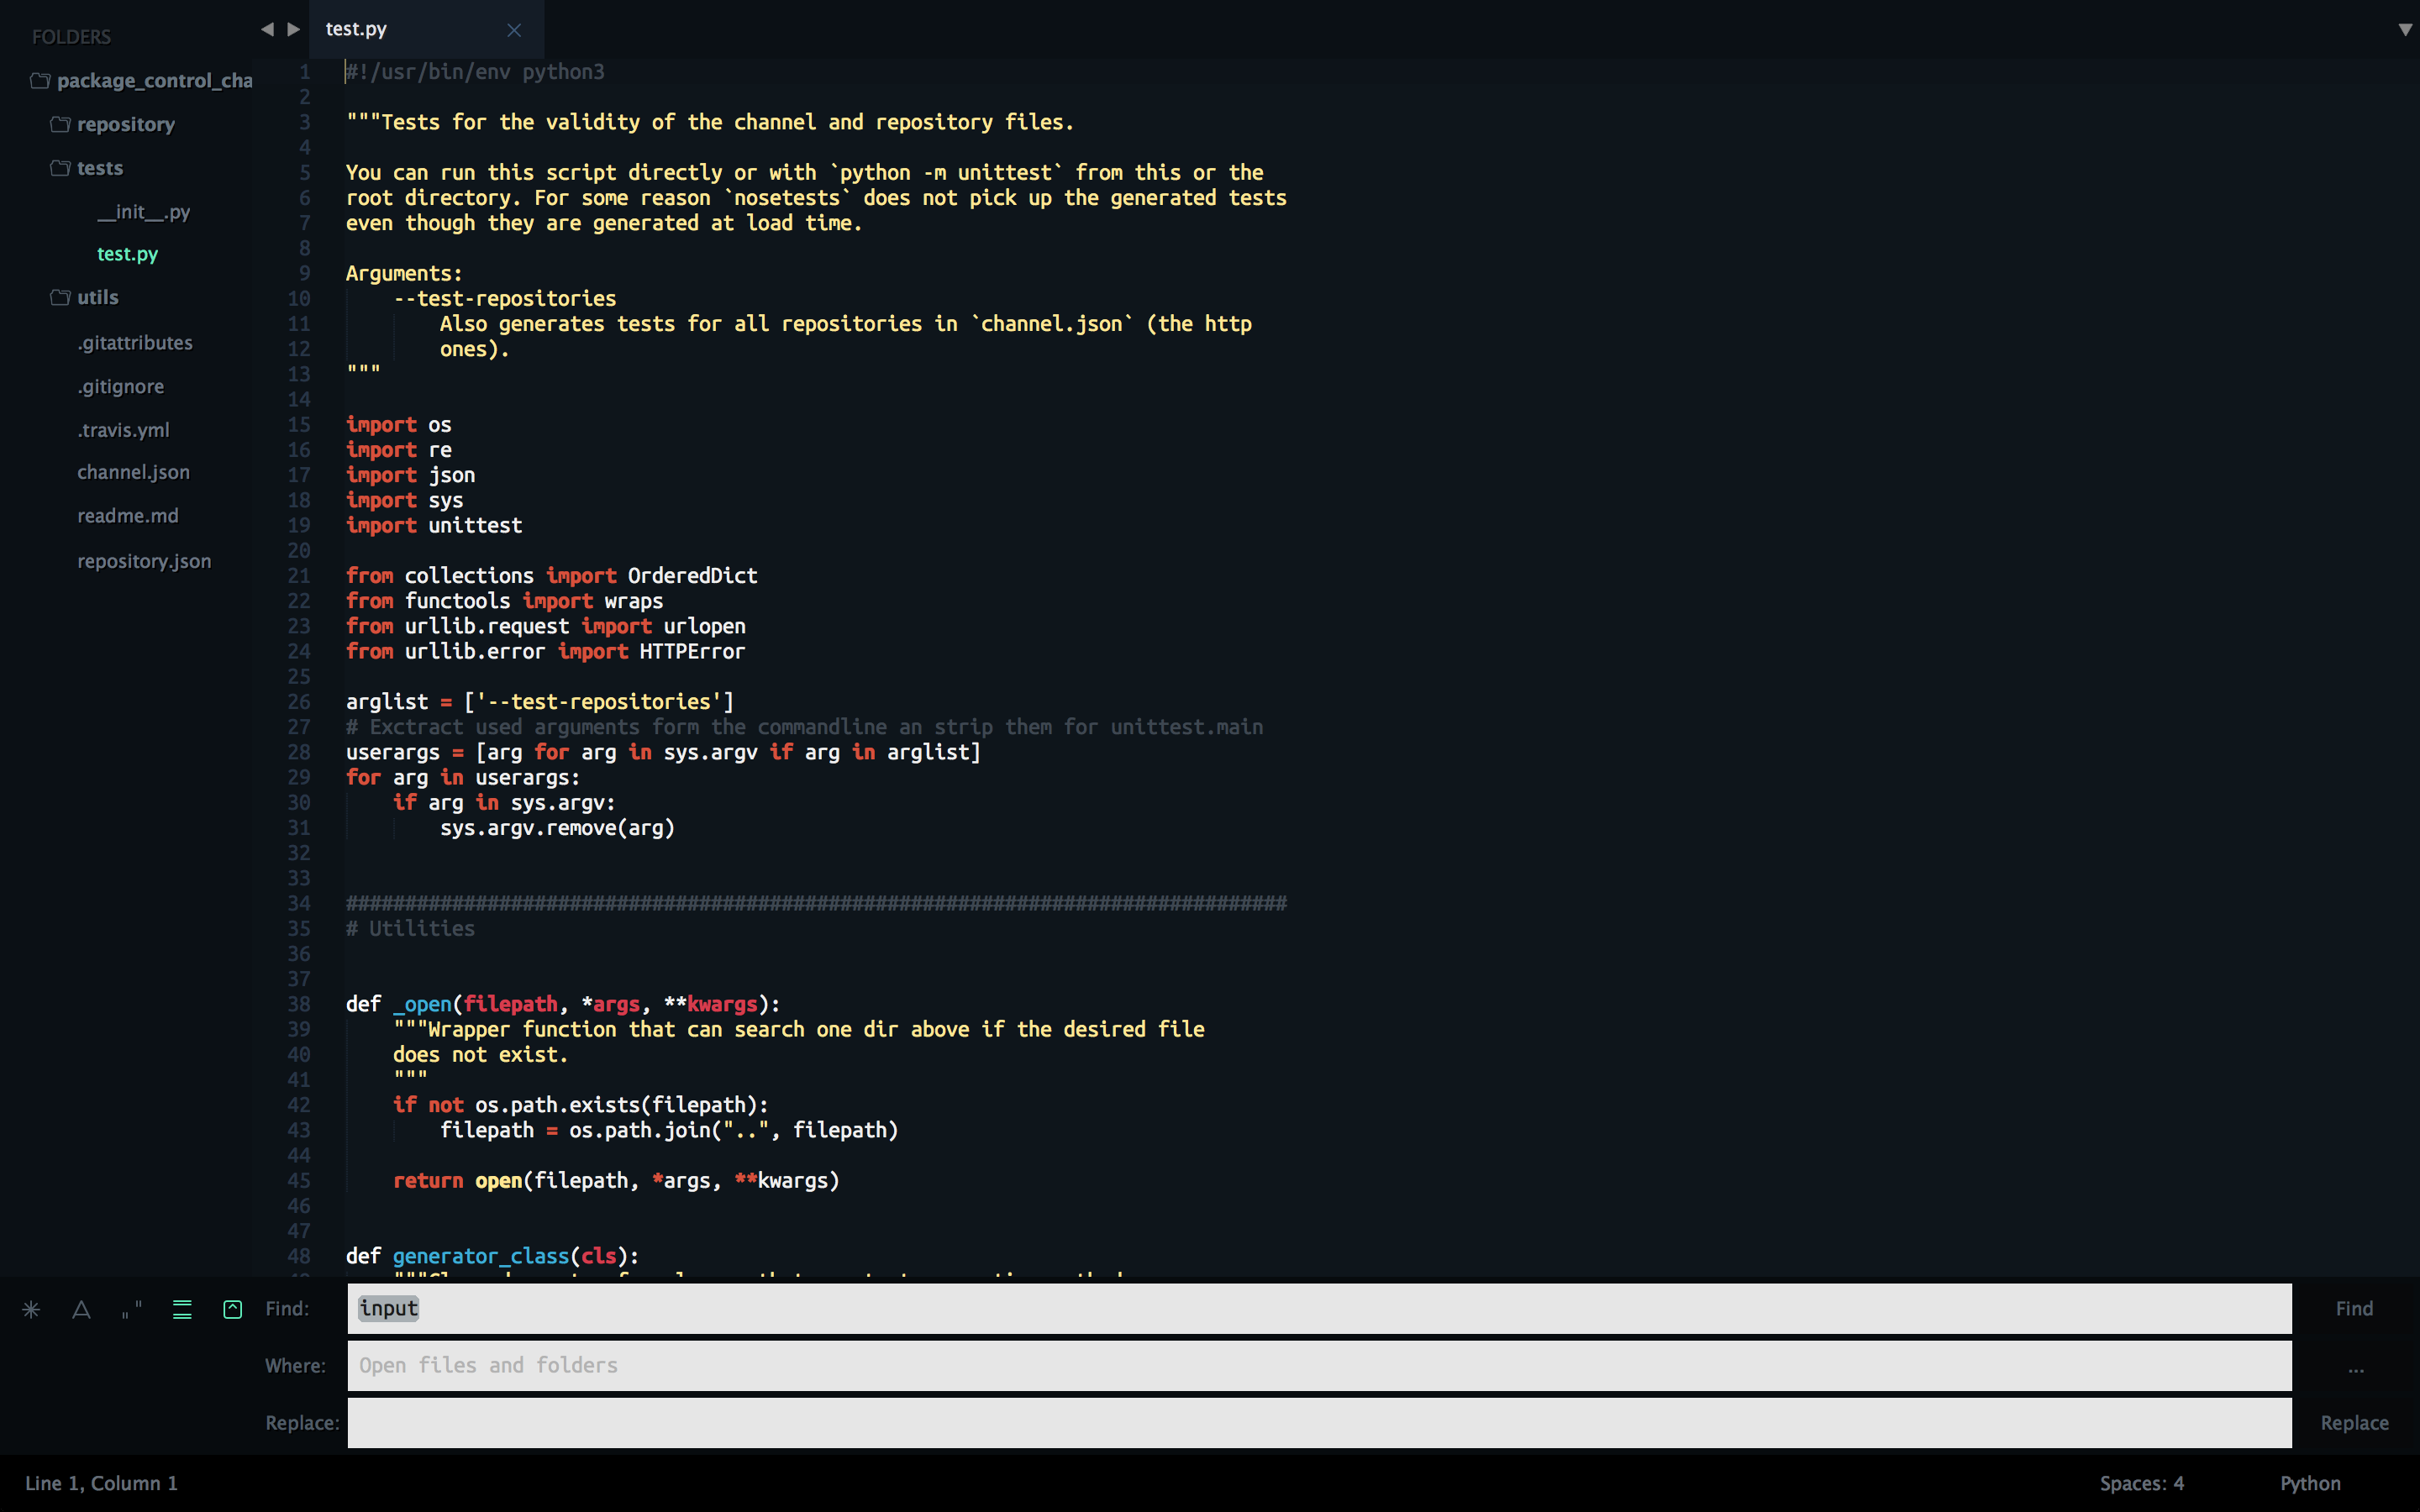 FOLDERS
package_control_cha
repository
tests
__init__.py
test.py
utils
.gitattributes
.gitignore
.travis.yml
channel.json
readme.md
repository.json
test.py
1 #!/usr/bin/env python3
2
3 """Tests for the validity of the channel and repository files.
4
5 You can run this script directly or with `python -m unittest` from this or the
6 root directory. For some reason `nosetests` does not pick up the generated tests
7 even though they are generated at load time.
8
9 Arguments:
10     --test-repositories
11         Also generates tests for all repositories in `channel.json` (the http
12         ones).
13 """
14
15 import os
16 import re
17 import json
18 import sys
19 import unittest
20
21 from collections import OrderedDict
22 from functools import wraps
23 from urllib.request import urlopen
24 from urllib.error import HTTPError
25
26 arglist = ['--test-repositories']
27 # Exctract used arguments form the commandline an strip them for unittest.main
28 userargs = [arg for arg in sys.argv if arg in arglist]
29 for arg in userargs:
30     if arg in sys.argv:
31         sys.argv.remove(arg)
32
33
34 ################################################################################
35 # Utilities
36
37
38 def _open(filepath, *args, **kwargs):
39     """Wrapper function that can search one dir above if the desired file
40     does not exist.
41     """
42     if not os.path.exists(filepath):
43         filepath = os.path.join("..", filepath)
44
45     return open(filepath, *args, **kwargs)
46
47
48 def generator_class(cls):
Find: input Find
Where: Open files and folders ...
Replace: Replace
Line 1, Column 1 Spaces: 4 Python